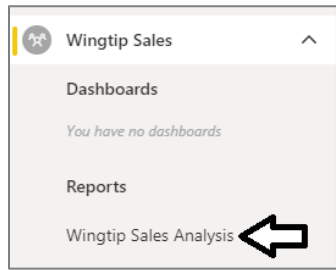 Wingtip Sales
Dashboards
You have no dashboards
Reports
Wingtip Sales Analysis